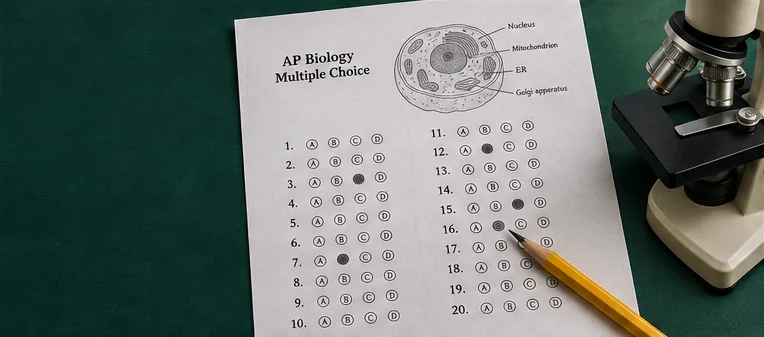 AP Biology
Multiple Choice
Nucleus
Mitochondrion
ER
Golgi apparatus
1. A B C D
2. A B C D
3. A B D
4. A B C D
5. A B C D
6. A B C D
7. A C D
8. A B C D
9. A B C D
10. A B C D
11. A B C D
12. A C D
13. A B C D
14. A B C D
15. A B D
16. A B C D
17. A B D
18. A B C D
19. A B C D
20. A B C D